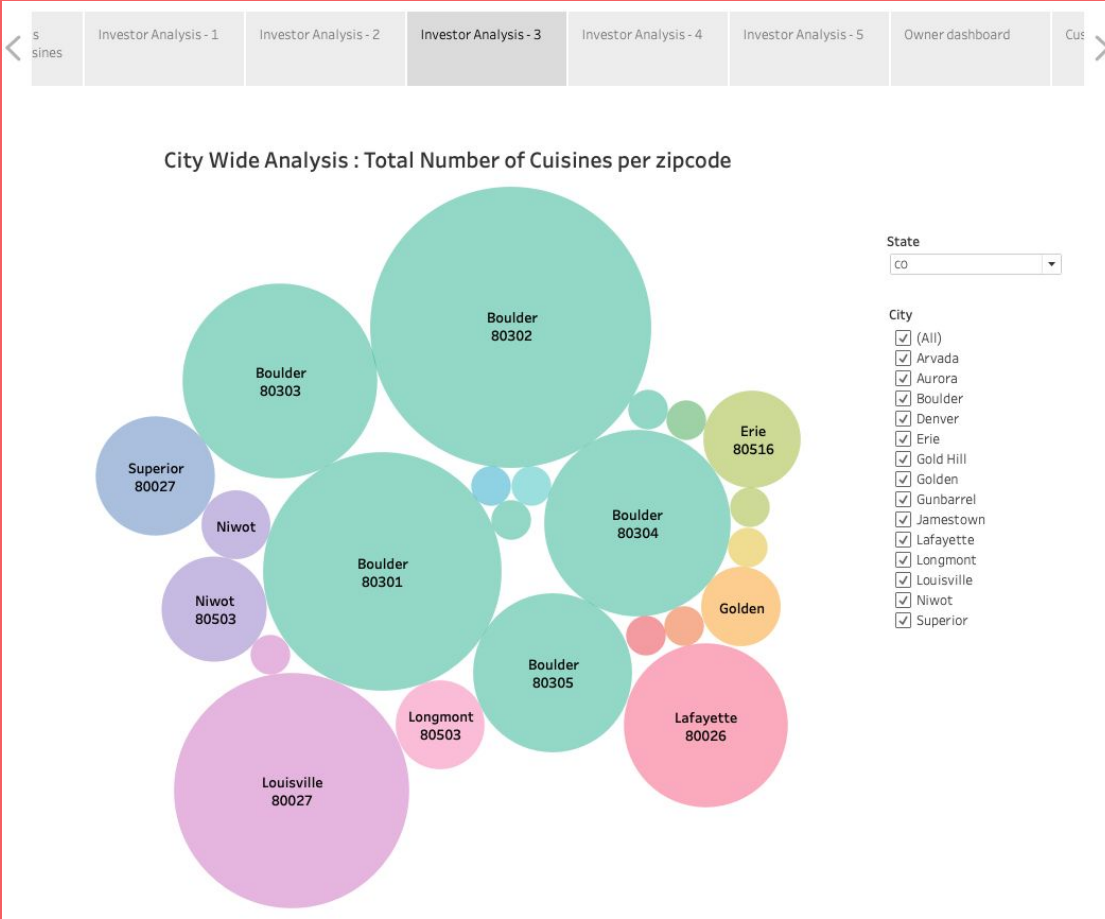 s
sines
Investor Analysis - 1
Investor Analysis - 2
Investor Analysis - 3
Investor Analysis - 4
Investor Analysis - 5
Owner dashboard
Cus
City Wide Analysis : Total Number of Cuisines per zipcode
Boulder
80302
Boulder
80303
Erie
80516
Superior
80027
Niwot
Boulder
80304
Boulder
80301
Niwot
80503
Golden
Boulder
80305
Longmont
80503
Lafayette
80026
Louisville
80027
State
CO
City
(All)
Arvada
Aurora
Boulder
Denver
Erie
Gold Hill
Golden
Gunbarrel
Jamestown
Lafayette
Longmont
Louisville
Niwot
Superior